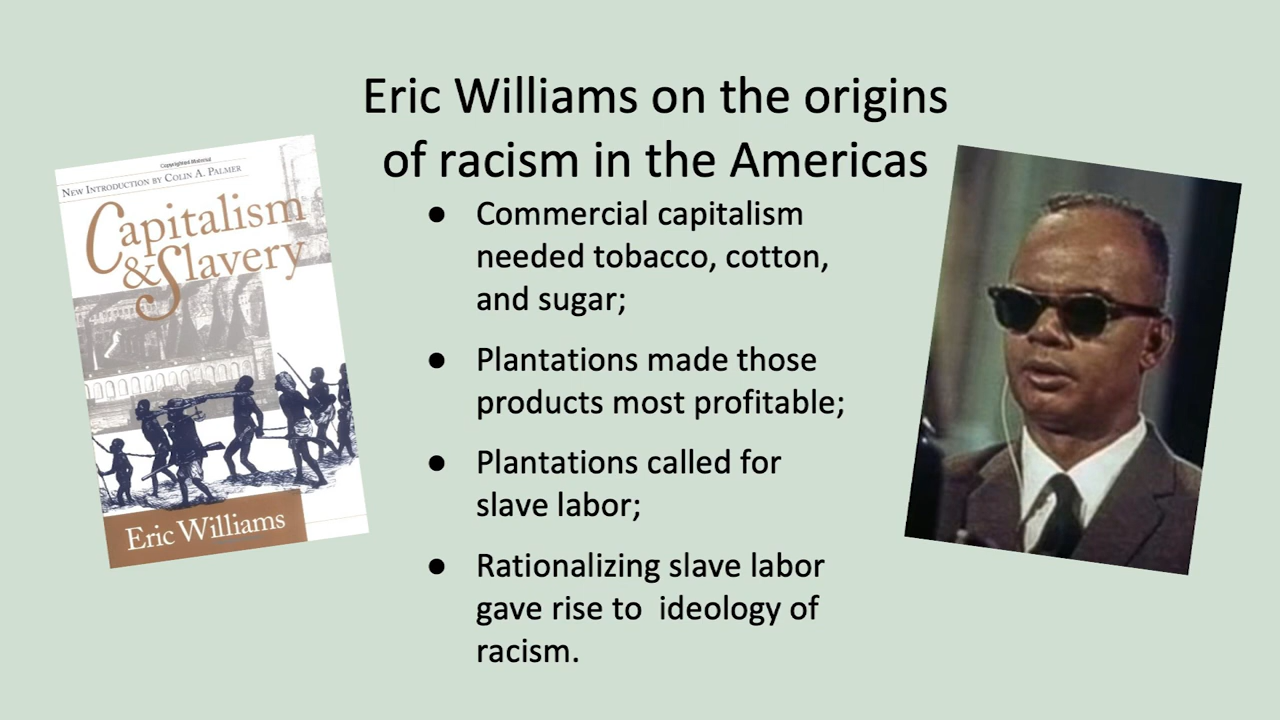 Eric Williams on the origins
of racism in the Americas
Copyrighted Material
NEW INTRODUCTION BY COLIN A. PALMER
Capitalism
&Slavery
Eric Williams
● Commercial capitalism
needed tobacco, cotton,
and sugar;
● Plantations made those
products most profitable;
● Plantations called for
slave labor;
● Rationalizing slave labor
gave rise to  ideology of
racism.